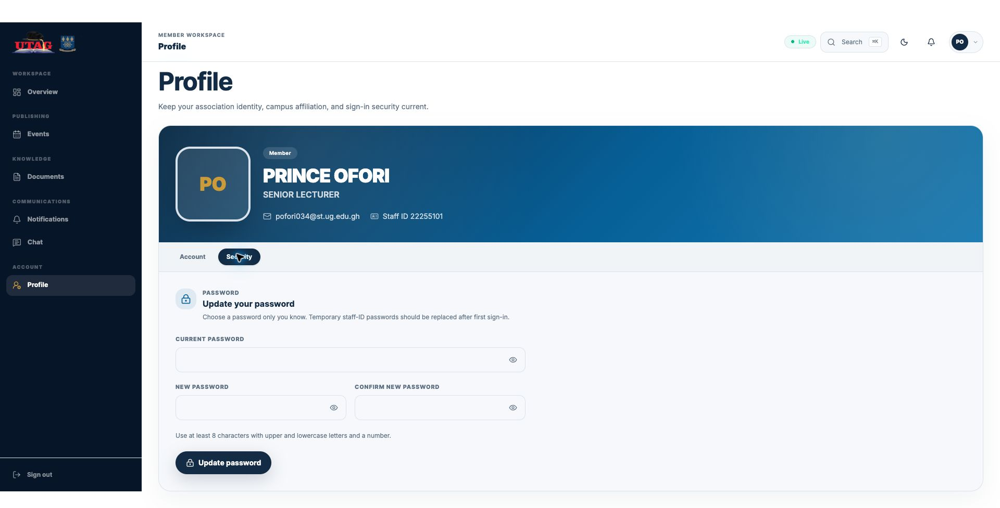 UTAG
WORKSPACE
Overview
PUBLISHING
Events
KNOWLEDGE
Documents
COMMUNICATIONS
Notifications
Chat
ACCOUNT
Profile
Sign out
MEMBER WORKSPACE
Profile
Live
Search ⌘K
PO
Profile
Keep your association identity, campus affiliation, and sign-in security current.
PO
Member
PRINCE OFORI
SENIOR LECTURER
pofori034@st.ug.edu.gh Staff ID 22255101
Account Security
PASSWORD
Update your password
Choose a password only you know. Temporary staff-ID passwords should be replaced after first sign-in.
CURRENT PASSWORD
NEW PASSWORD CONFIRM NEW PASSWORD
Use at least 8 characters with upper and lowercase letters and a number.
Update password